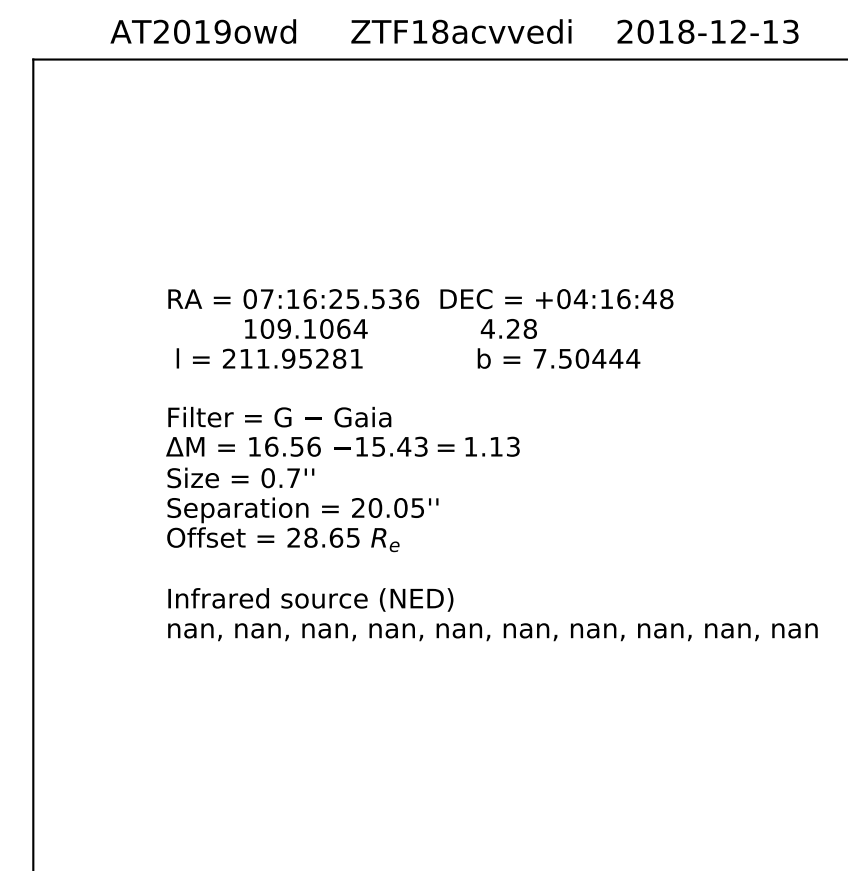 AT2019owd ZTF18acvvedi 2018-12-13
RA = 07:16:25.536 DEC = +04:16:48
109.1064 4.28
l = 211.95281 b = 7.50444
Filter = G − Gaia
ΔM = 16.56 −15.43 = 1.13
Size = 0.7''
Separation = 20.05''
Offset = 28.65 Re
Infrared source (NED)
nan, nan, nan, nan, nan, nan, nan, nan, nan, nan